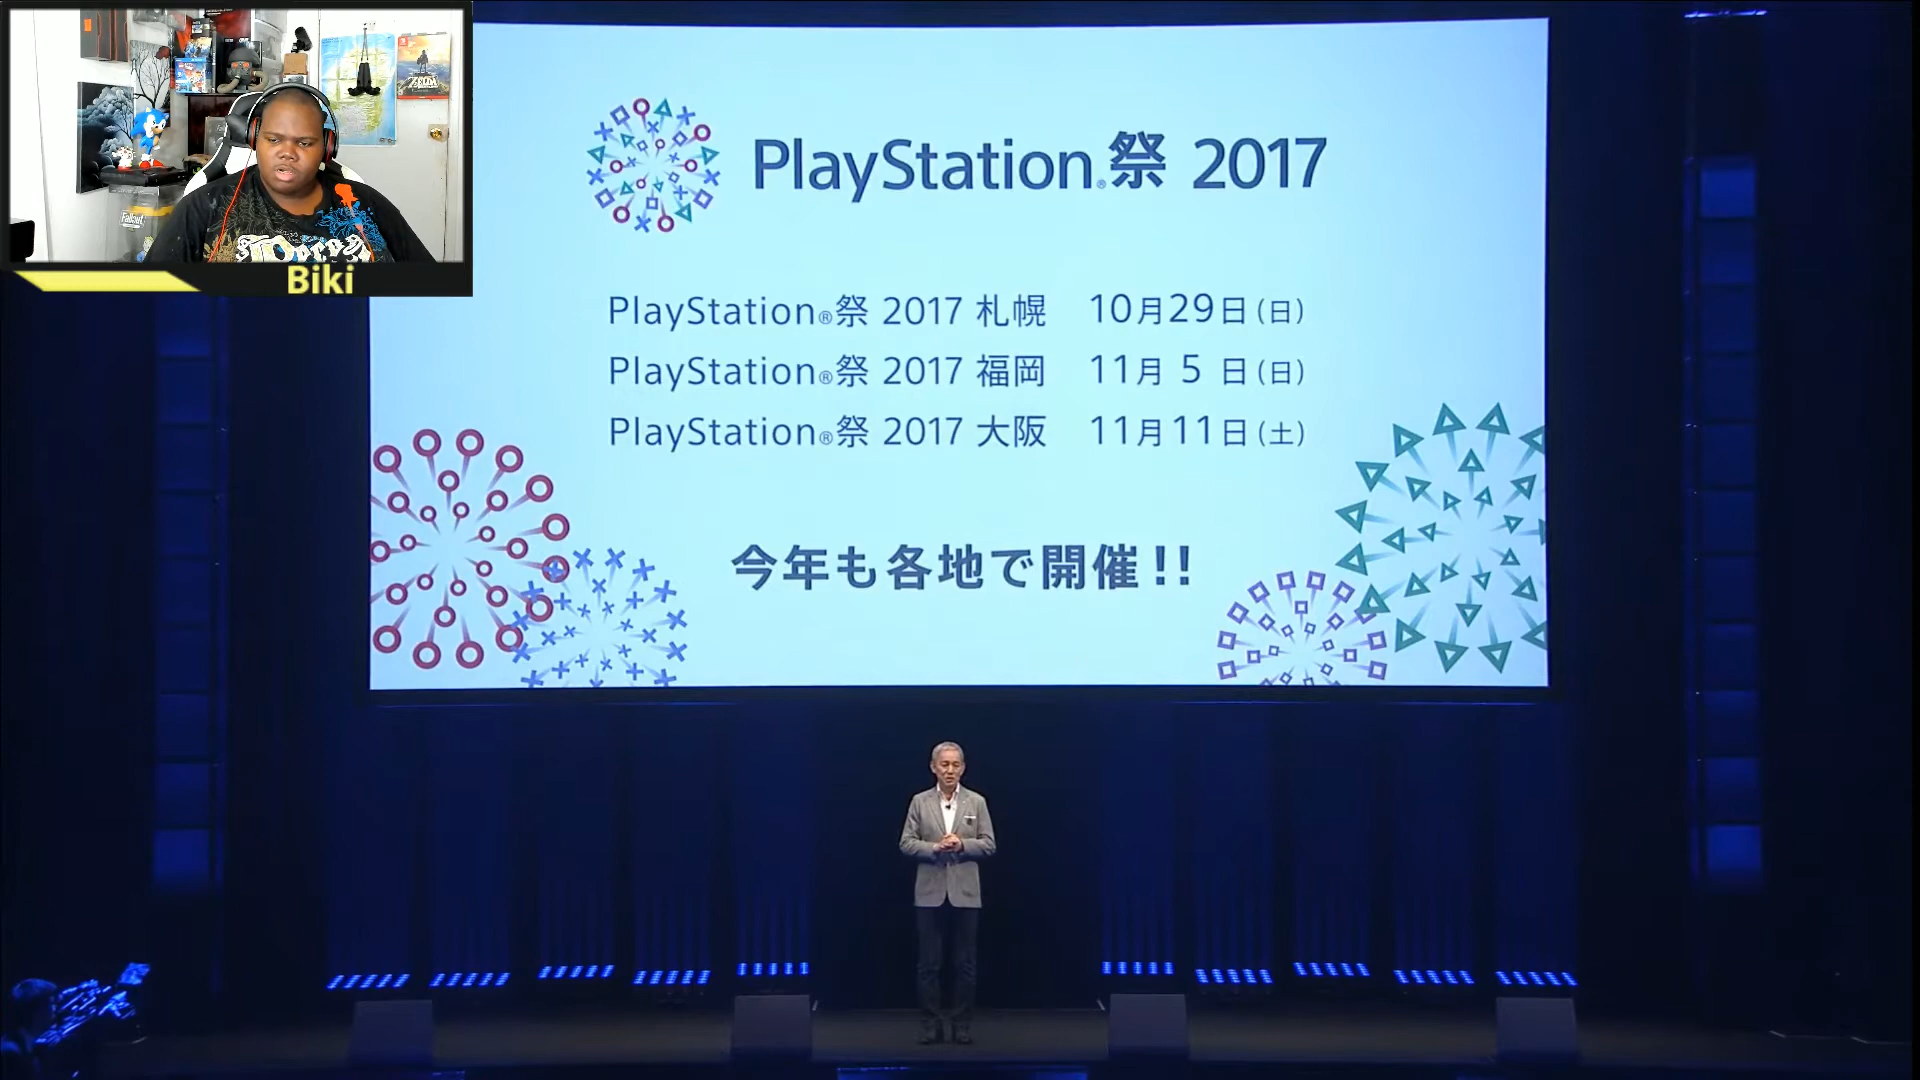 PlayStation®祭 2017
PlayStation®祭 2017 札幌 10月29日(日)
PlayStation®祭 2017 福岡 11月 5 日(日)
PlayStation®祭 2017 大阪 11月11日(土)
今年も各地で開催!!
Biki
ZELDA
Fallout